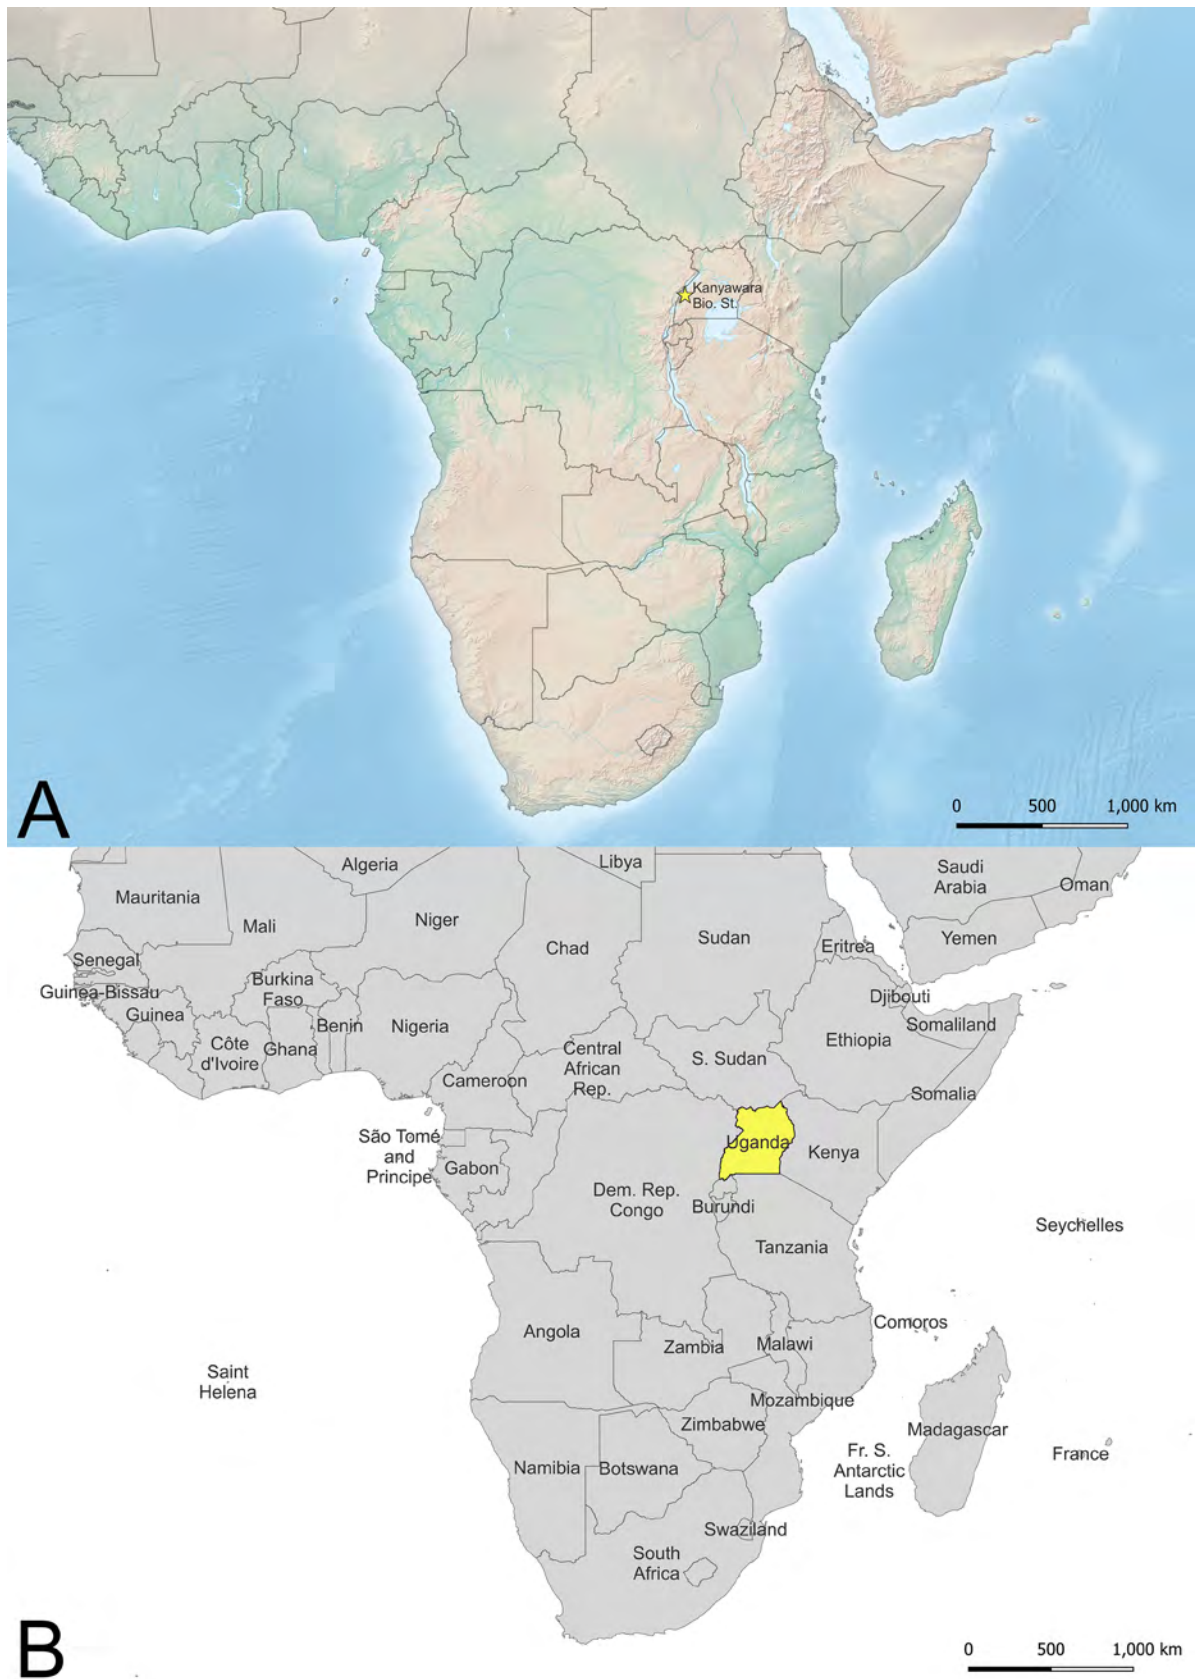 Kanyawara
Bio. St.
A
0 500 1,000 km
Algeria
Libya
Saudi
Arabia
Oman
Mauritania
Mali
Niger
Chad
Sudan
Eritrea
Yemen
Senegal
Burkina
Faso
Guinea-Bissau
Guinea
Djibouti
Benin
Nigeria
Somaliland
Côte
d'Ivoire
Ghana
Central
African
Rep.
Ethiopia
S. Sudan
Cameroon
Somalia
São Tomé
and
Principe
Uganda
Kenya
Gabon
Dem. Rep.
Congo
Burundi
Seychelles
Tanzania
Comoros
Angola
Zambia
Malawi
Saint
Helena
Mozambique
Zimbabwe
Madagascar
Fr. S.
Antarctic
Lands
France
Namibia
Botswana
Swaziland
South
Africa
B
0 500 1,000 km